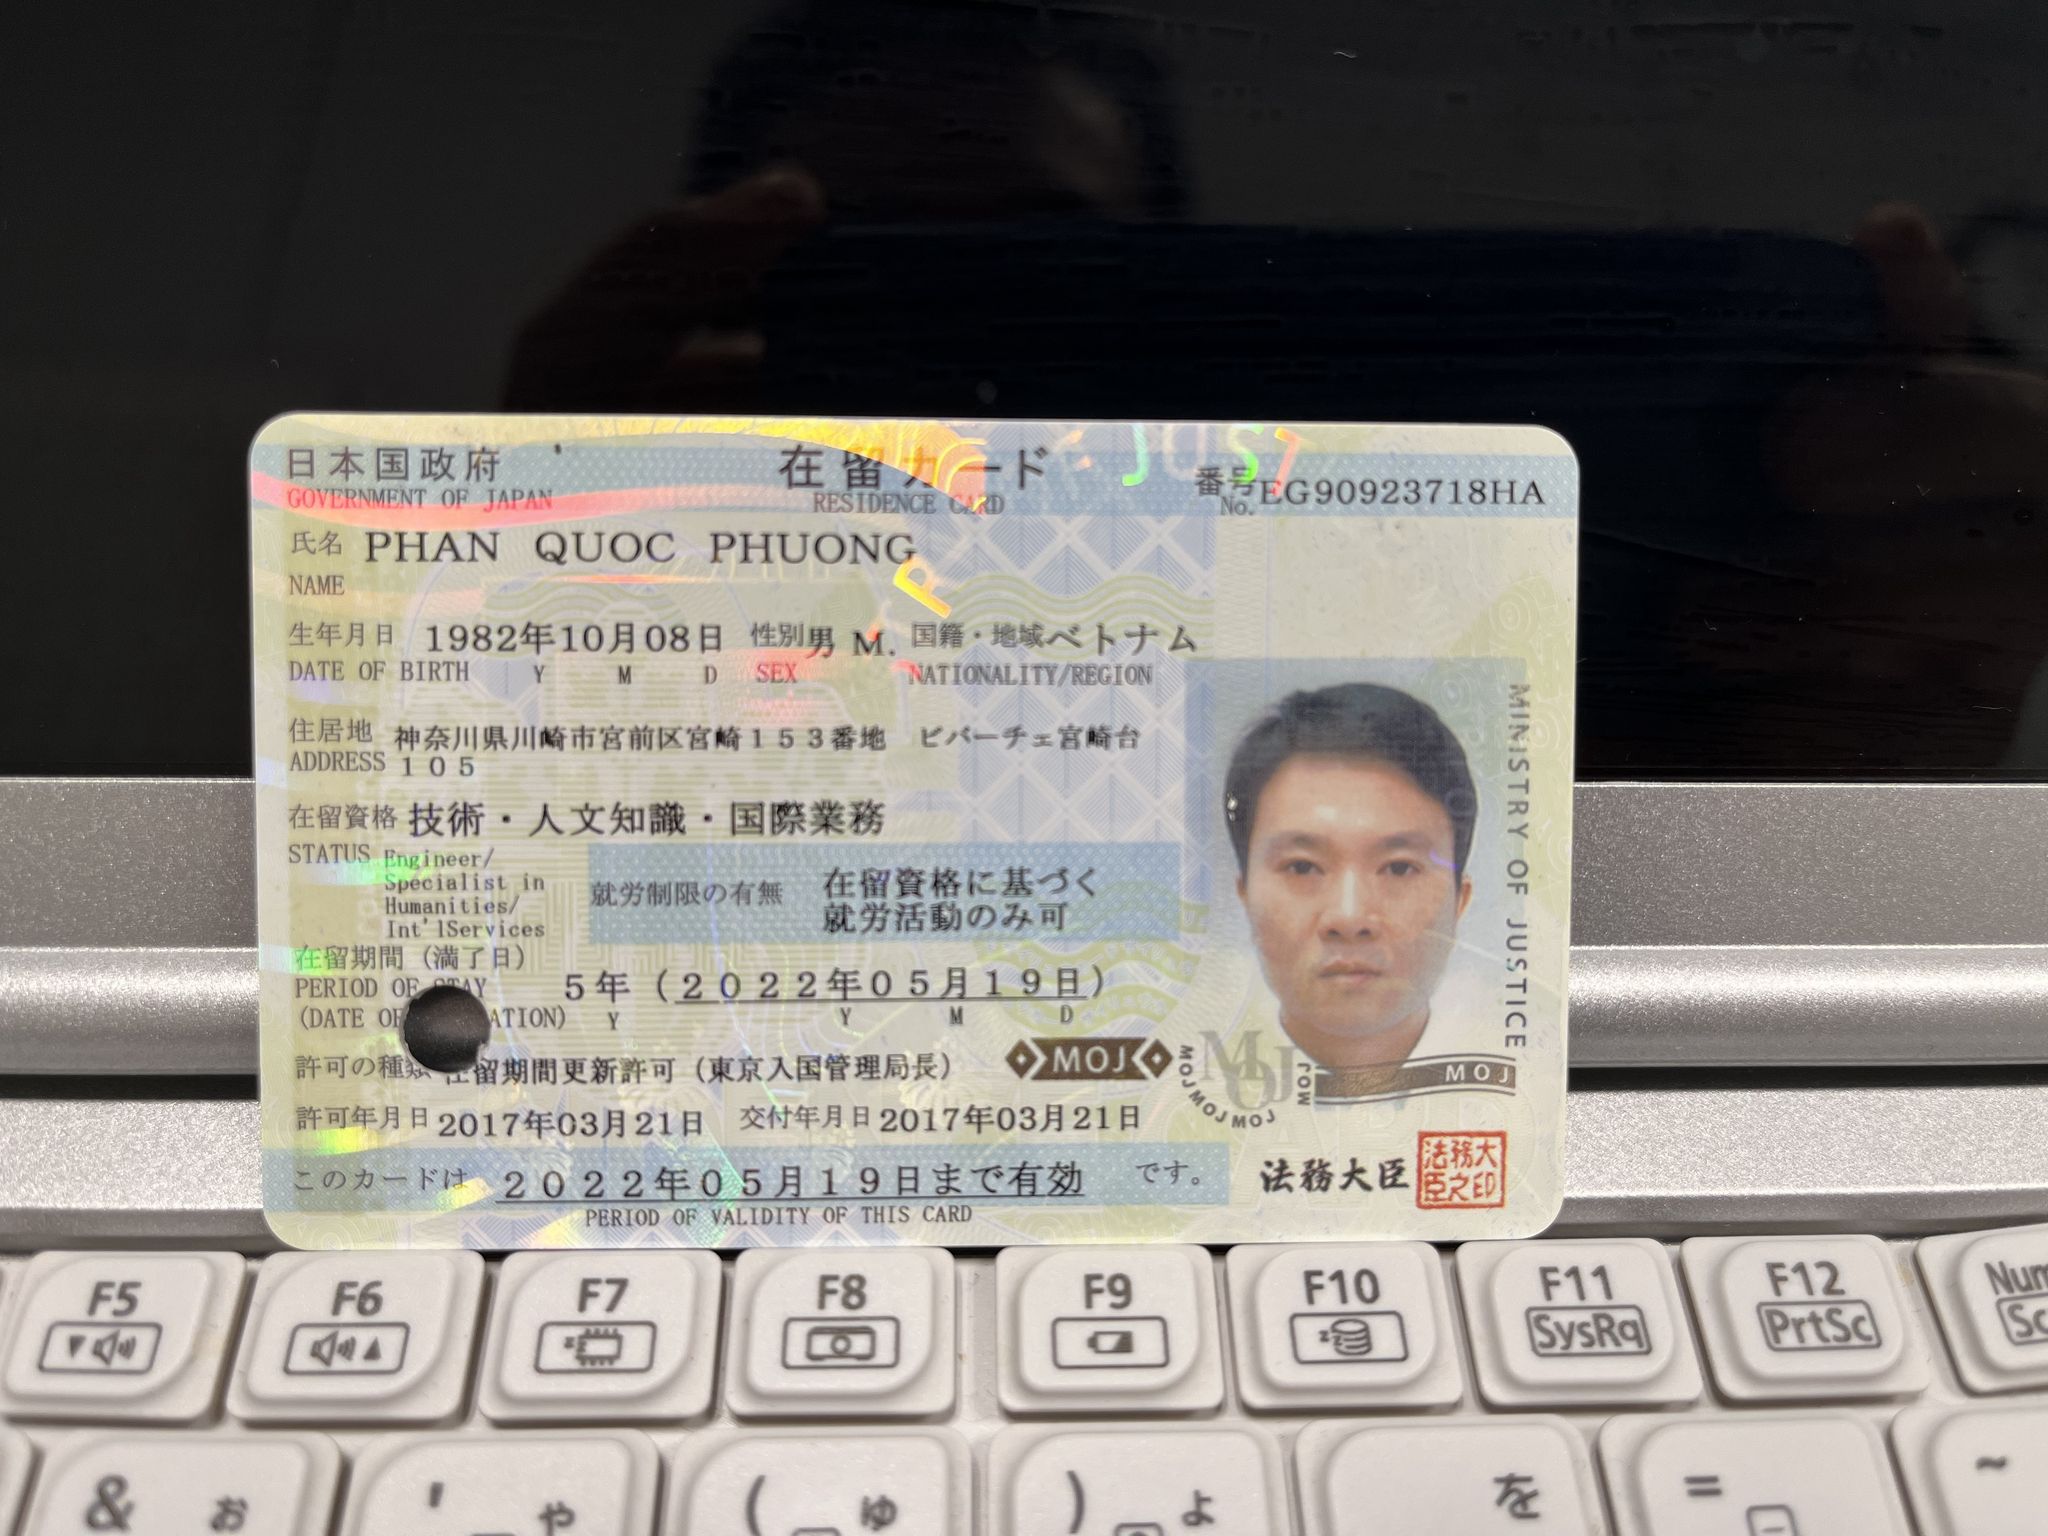 日本国政府 在留カード 番号 EG90923718HA
GOVERNMENT OF JAPAN RESIDENCE CARD No.
氏名 PHAN QUOC PHUONG
NAME
生年月日 1982年10月08日 性別 男 M. 国籍・地域 ベトナム
DATE OF BIRTH Y M D SEX NATIONALITY/REGION
住居地 神奈川県川崎市宮前区宮崎153番地 ビバーチェ宮崎台
ADDRESS 105
在留資格 技術・人文知識・国際業務
STATUS Engineer/
Specialist in
Humanities/
Int'lServices
就労制限の有無 在留資格に基づく
就労活動のみ可
在留期間(満了日)
PERIOD OF STAY 5年(2022年05月19日)
(DATE OF Y Y M D
許可の種類 在留期間更新許可(東京入国管理局長)
MOJ
許可年月日 2017年03月21日 交付年月日 2017年03月21日
このカードは 2022年05月19日まで有効 です。
PERIOD OF VALIDITY OF THIS CARD
MINISTRY OF JUSTICE
MOJ
MOJ
MOJ MOJ MOJ MOJ
法務大臣
法務大臣之印
JUST
F5 F6 F7 F8 F9 F10 F11 F12 Num
SysRq PrtSc Sc
& お ' や ( ゆ ) よ を = ~